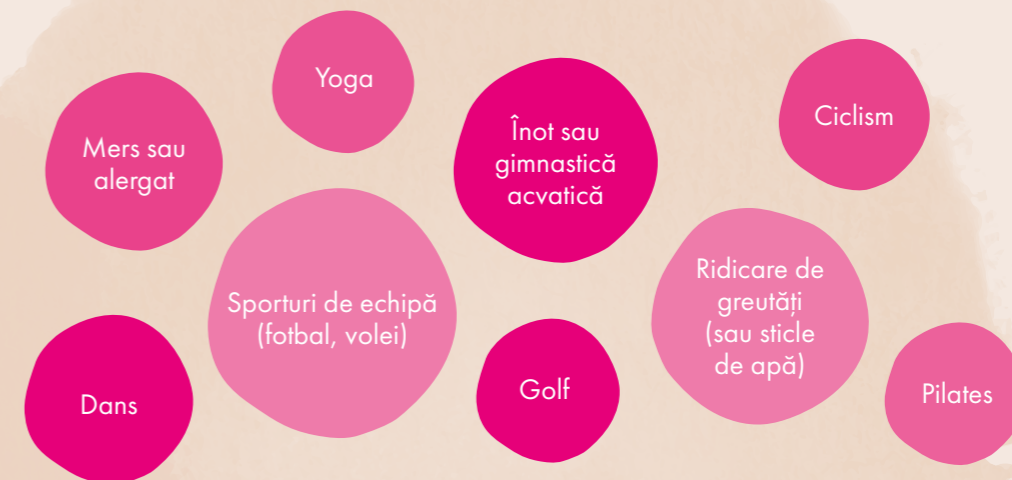 Yoga
Ciclism
Mers sau
alergat
Înot sau
gimnastică
acvatică
Sporturi de echipă
(fotbal, volei)
Ridicare de
greutăți
(sau sticle
de apă)
Dans
Golf
Pilates